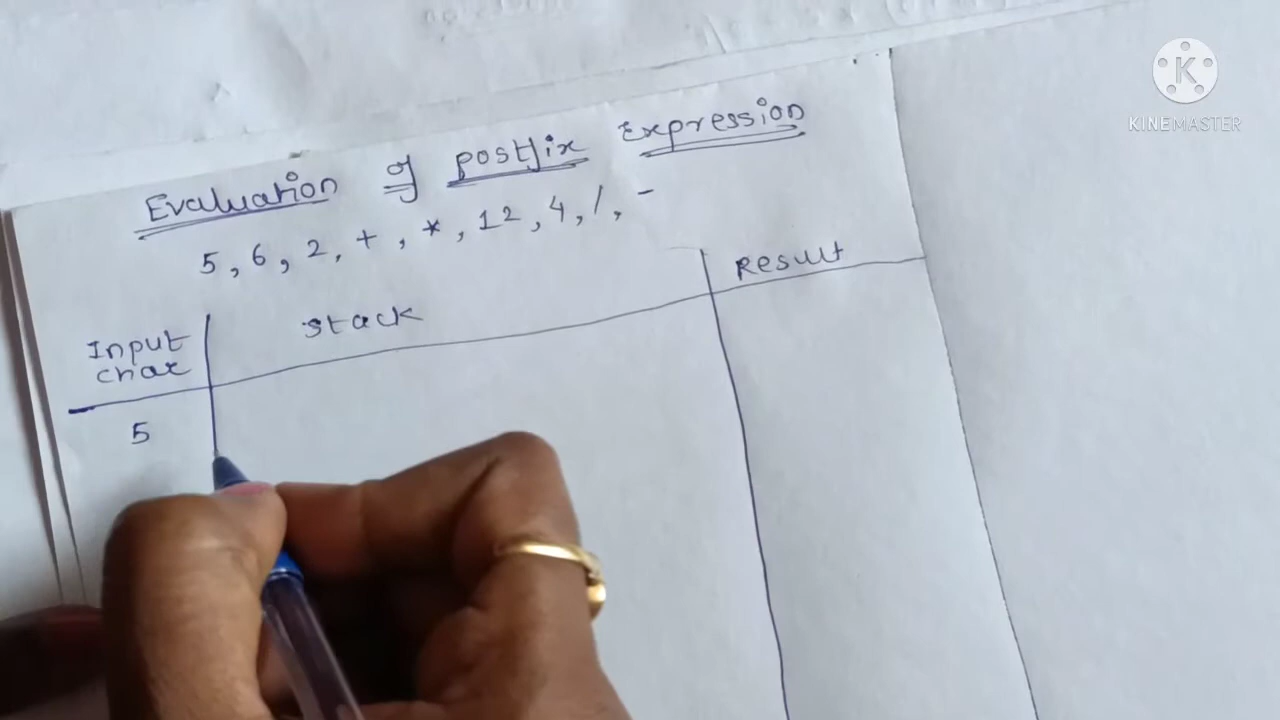 Evaluation of postfix Expression
5, 6, 2, +, *, 12, 4, /, -
Input char
Stack
Result
5
KINEMASTER